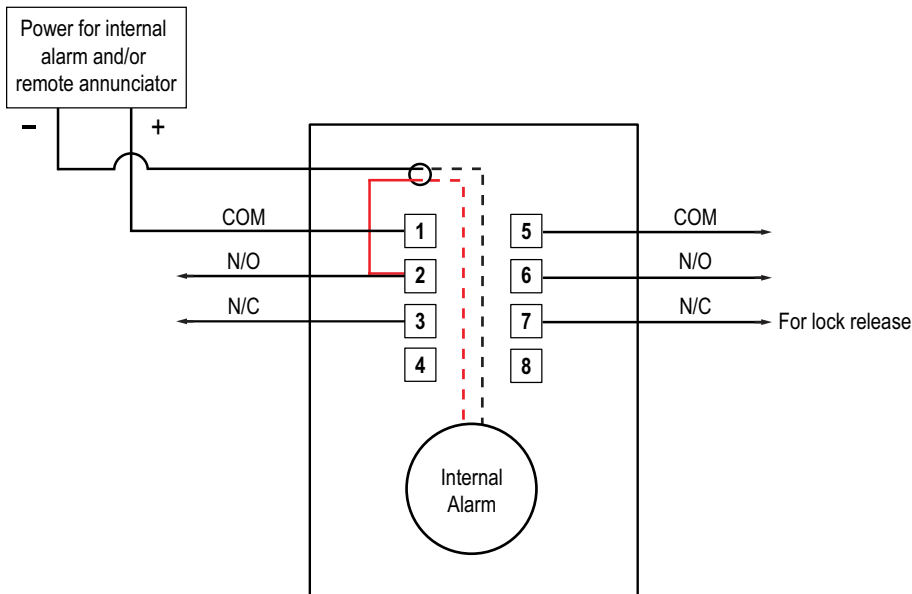 Power for internal
alarm and/or
remote annunciator
− +
COM 1 5 COM
N/O 2 6 N/O
N/C 3 7 N/C For lock release
4 8
Internal
Alarm